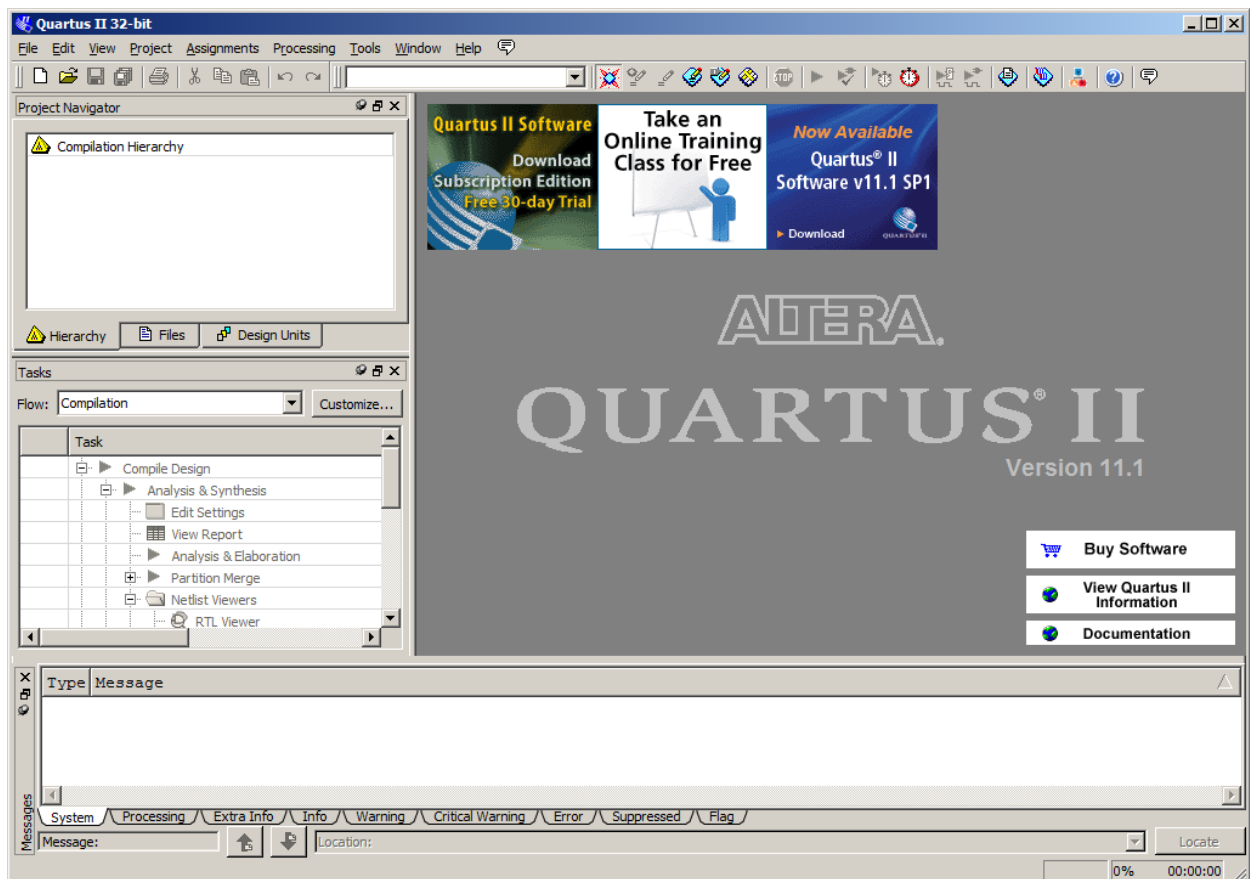 Quartus II 32-bit
File Edit View Project Assignments Processing Tools Window Help
STOP
Project Navigator
Compilation Hierarchy
Hierarchy Files Design Units
Tasks
Flow: Compilation Customize...
Task
Compile Design
Analysis & Synthesis
Edit Settings
View Report
Analysis & Elaboration
Partition Merge
Netlist Viewers
RTL Viewer
Quartus II Software
Download
Subscription Edition
Free 30-day Trial
Take an
Online Training
Class for Free
Now Available
Quartus® II
Software v11.1 SP1
Download
QUARTUS II
ALTERA®
QUARTUS® II
Version 11.1
Buy Software
View Quartus II
Information
Documentation
Type Message
Messages
System Processing Extra Info Info Warning Critical Warning Error Suppressed Flag
Message: Location: Locate
0% 00:00:00